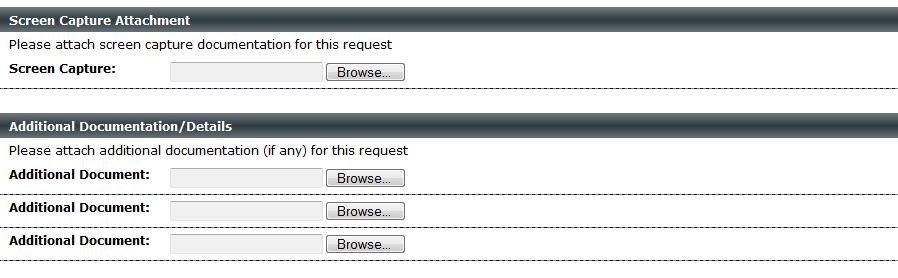 Screen Capture Attachment
Please attach screen capture documentation for this request
Screen Capture: Browse...
Additional Documentation/Details
Please attach additional documentation (if any) for this request
Additional Document: Browse...
Additional Document: Browse...
Additional Document: Browse...